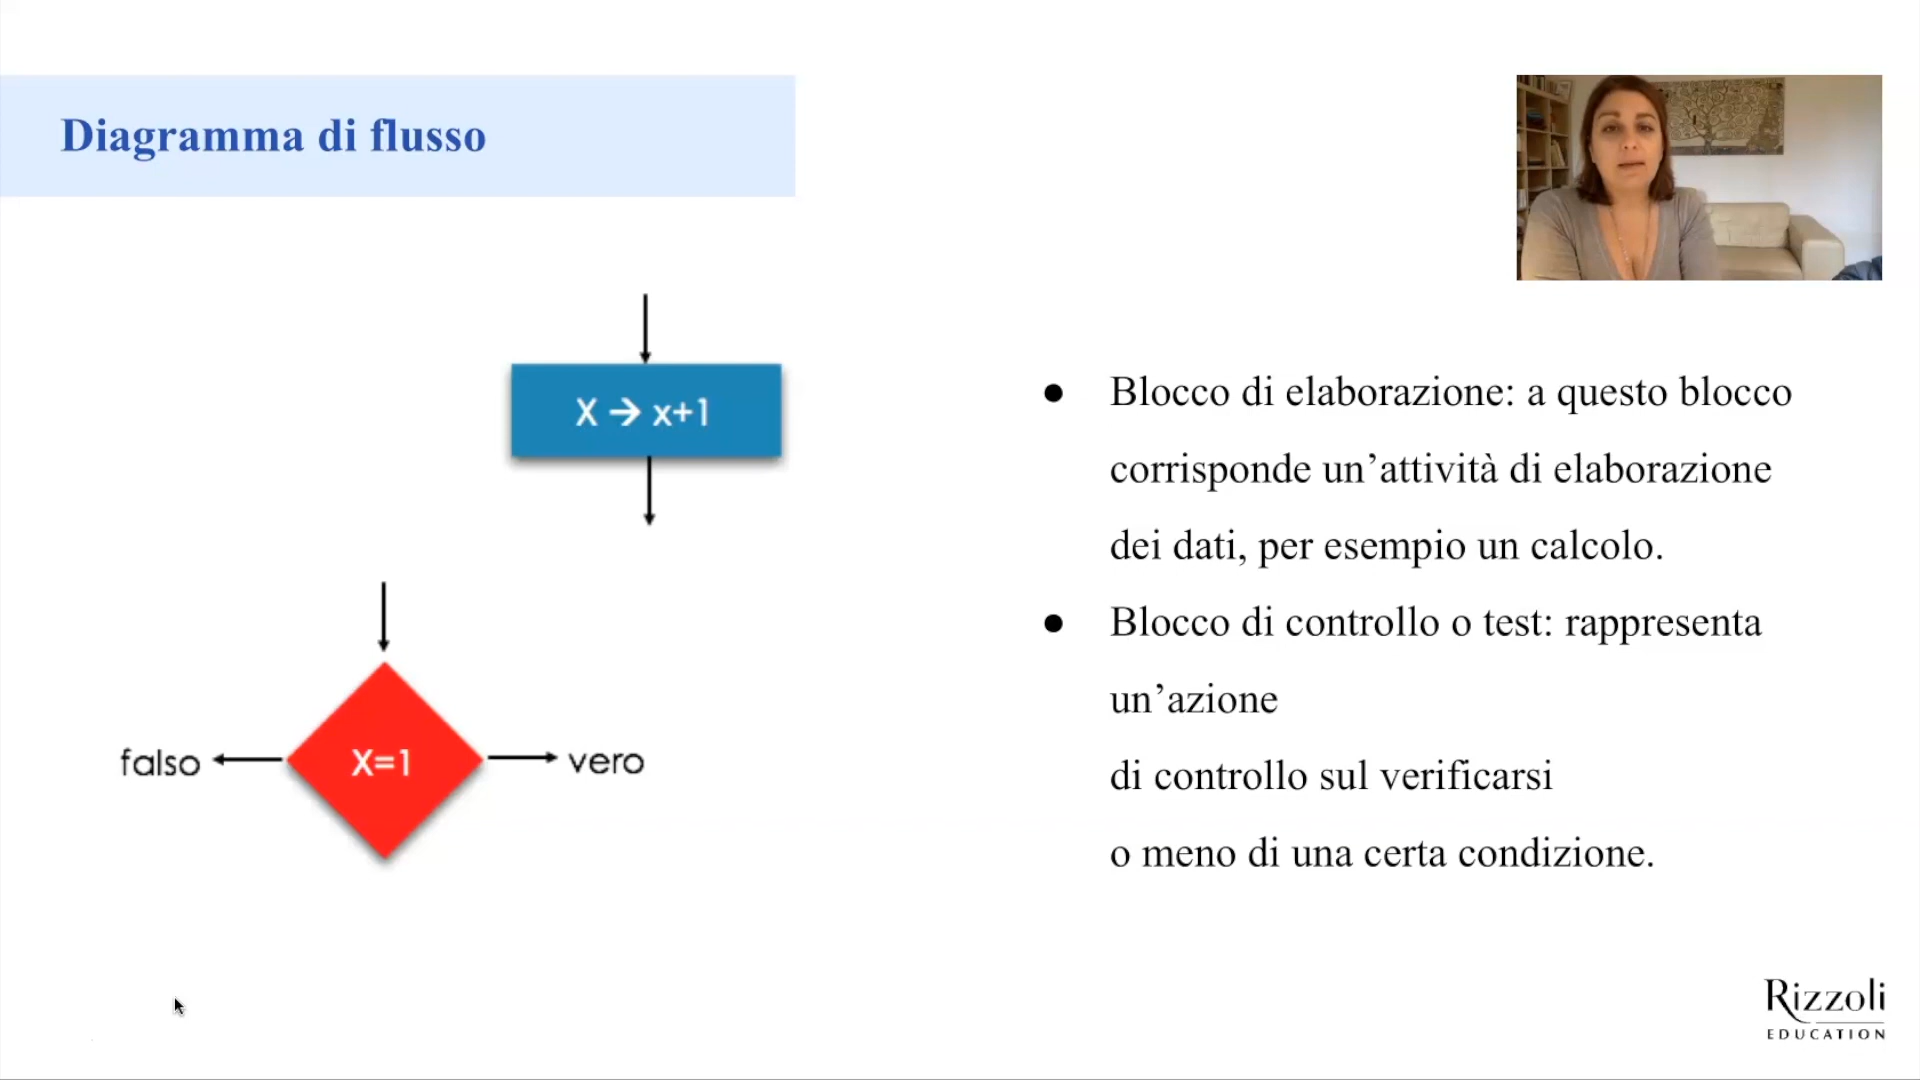 Diagramma di flusso
X → x+1
falso
X=1
vero
● Blocco di elaborazione: a questo blocco
corrisponde un’attività di elaborazione
dei dati, per esempio un calcolo.
● Blocco di controllo o test: rappresenta
un’azione
di controllo sul verificarsi
o meno di una certa condizione.
Rizzoli
EDUCATION